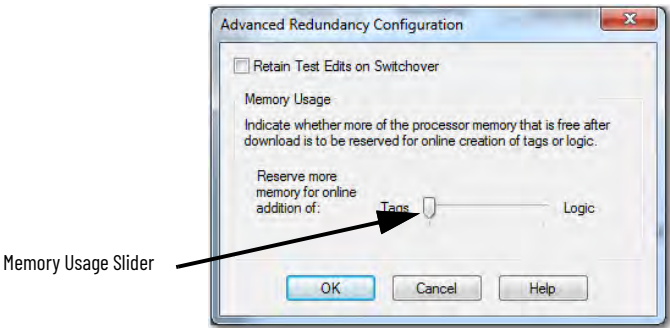 Advanced Redundancy Configuration
Retain Test Edits on Switchover
Memory Usage
Indicate whether more of the processor memory that is free after
download is to be reserved for online creation of tags or logic.
Reserve more
memory for online
addition of:
Tags
Logic
Memory Usage Slider
OK
Cancel
Help